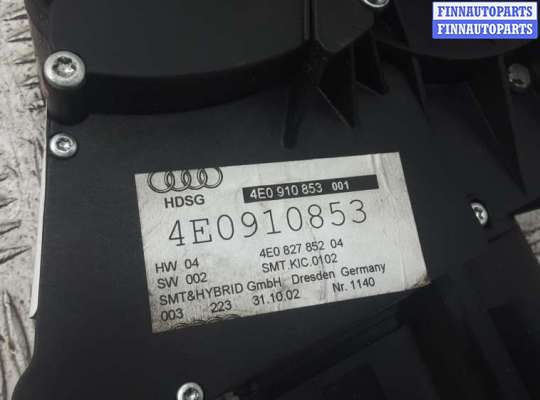 FINNAUTOPARTS
FINNAUTOPARTS
HDSG
4E0 910 853 001
4E0910853
HW 04
4E0 827 852 04
SW 002
SMT.KIC.0102
SMT&HYBRID GmbH, Dresden Germany
003 223 31.10.02 Nr. 1140